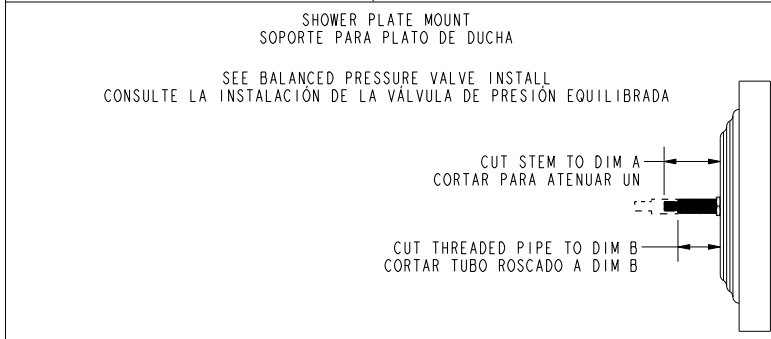 SHOWER PLATE MOUNT
SOPORTE PARA PLATO DE DUCHA
SEE BALANCED PRESSURE VALVE INSTALL
CONSULTE LA INSTALACIÓN DE LA VÁLVULA DE PRESIÓN EQUILIBRADA
CUT STEM TO DIM A
CORTAR PARA ATENUAR UN
CUT THREADED PIPE TO DIM B
CORTAR TUBO ROSCADO A DIM B